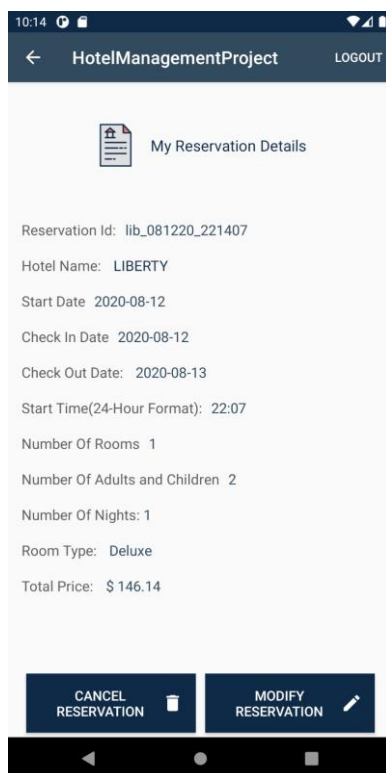 10:14
HotelManagementProject LOGOUT
My Reservation Details
Reservation Id: lib_081220_221407
Hotel Name: LIBERTY
Start Date 2020-08-12
Check In Date 2020-08-12
Check Out Date: 2020-08-13
Start Time(24-Hour Format): 22:07
Number Of Rooms 1
Number Of Adults and Children 2
Number Of Nights: 1
Room Type: Deluxe
Total Price: $ 146.14
CANCEL
RESERVATION
MODIFY
RESERVATION